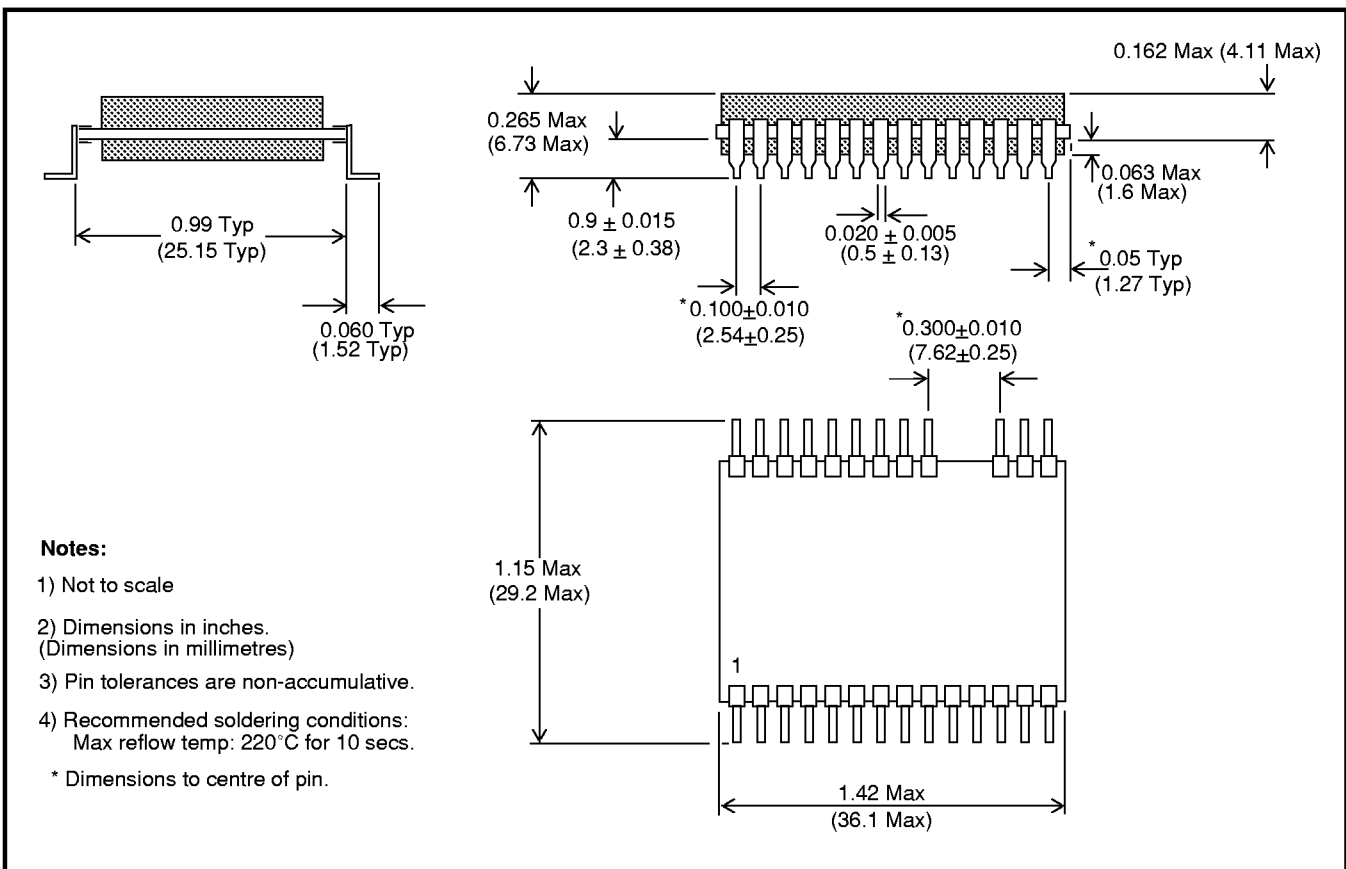 0.162 Max (4.11 Max)
0.265 Max
(6.73 Max)
0.063 Max
(1.6 Max)
0.99 Typ
(25.15 Typ)
0.9 ± 0.015
(2.3 ± 0.38)
0.020 ± 0.005
(0.5 ± 0.13)
*0.05 Typ
(1.27 Typ)
0.060 Typ
(1.52 Typ)
*0.100±0.010
(2.54±0.25)
*0.300±0.010
(7.62±0.25)
Notes:
1) Not to scale
2) Dimensions in inches.
(Dimensions in millimetres)
3) Pin tolerances are non-accumulative.
4) Recommended soldering conditions:
Max reflow temp: 220°C for 10 secs.
* Dimensions to centre of pin.
1.15 Max
(29.2 Max)
1
1.42 Max
(36.1 Max)